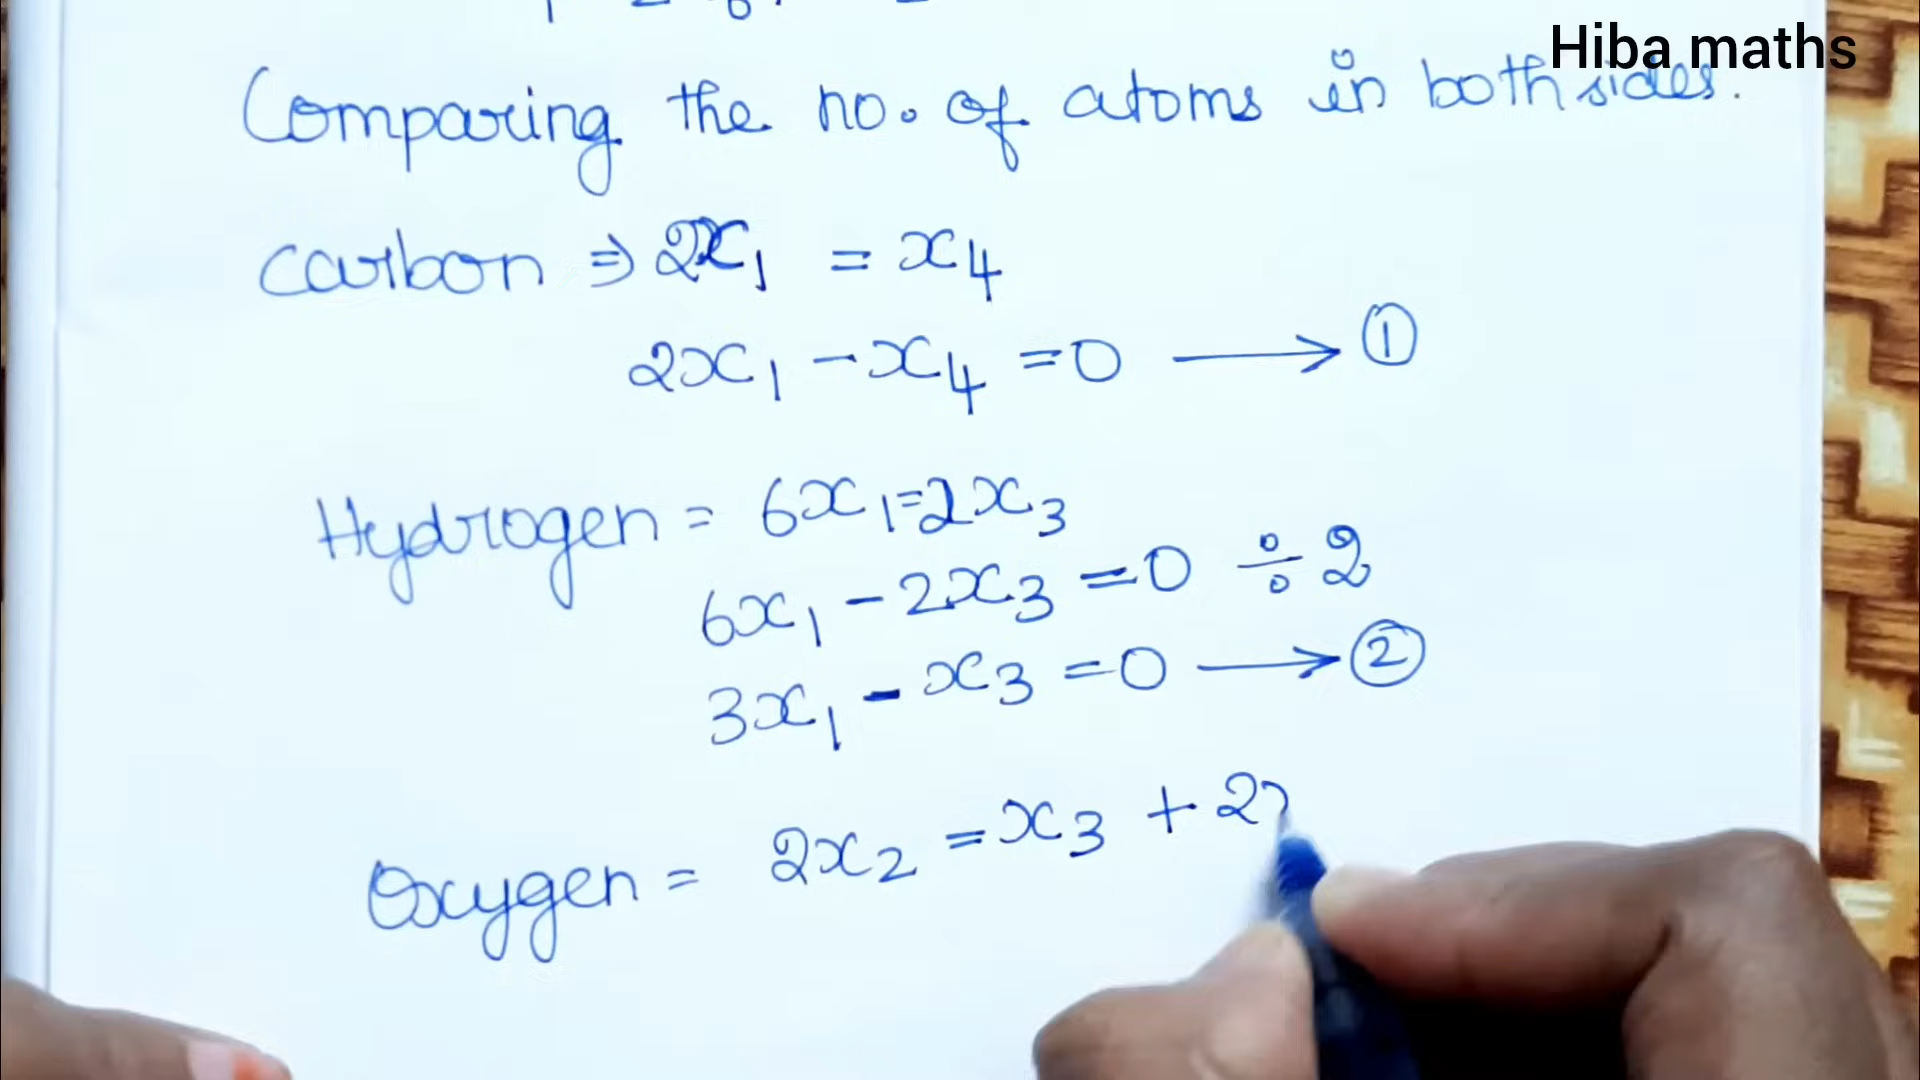 Hiba maths
Comparing the no. of atoms in both sides.
Carbon ⇒ 2x₁ = x₄
2x₁ - x₄ = 0 ⟶ ①
Hydrogen = 6x₁ = 2x₃
6x₁ - 2x₃ = 0 ÷ 2
3x₁ - x₃ = 0 ⟶ ②
Oxygen = 2x₂ = x₃ + 2